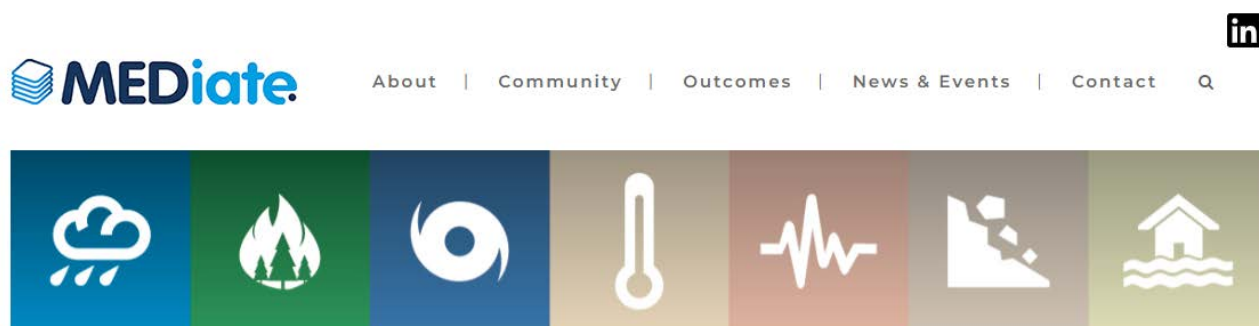 in
MEDiate.
About | Community | Outcomes | News & Events | Contact